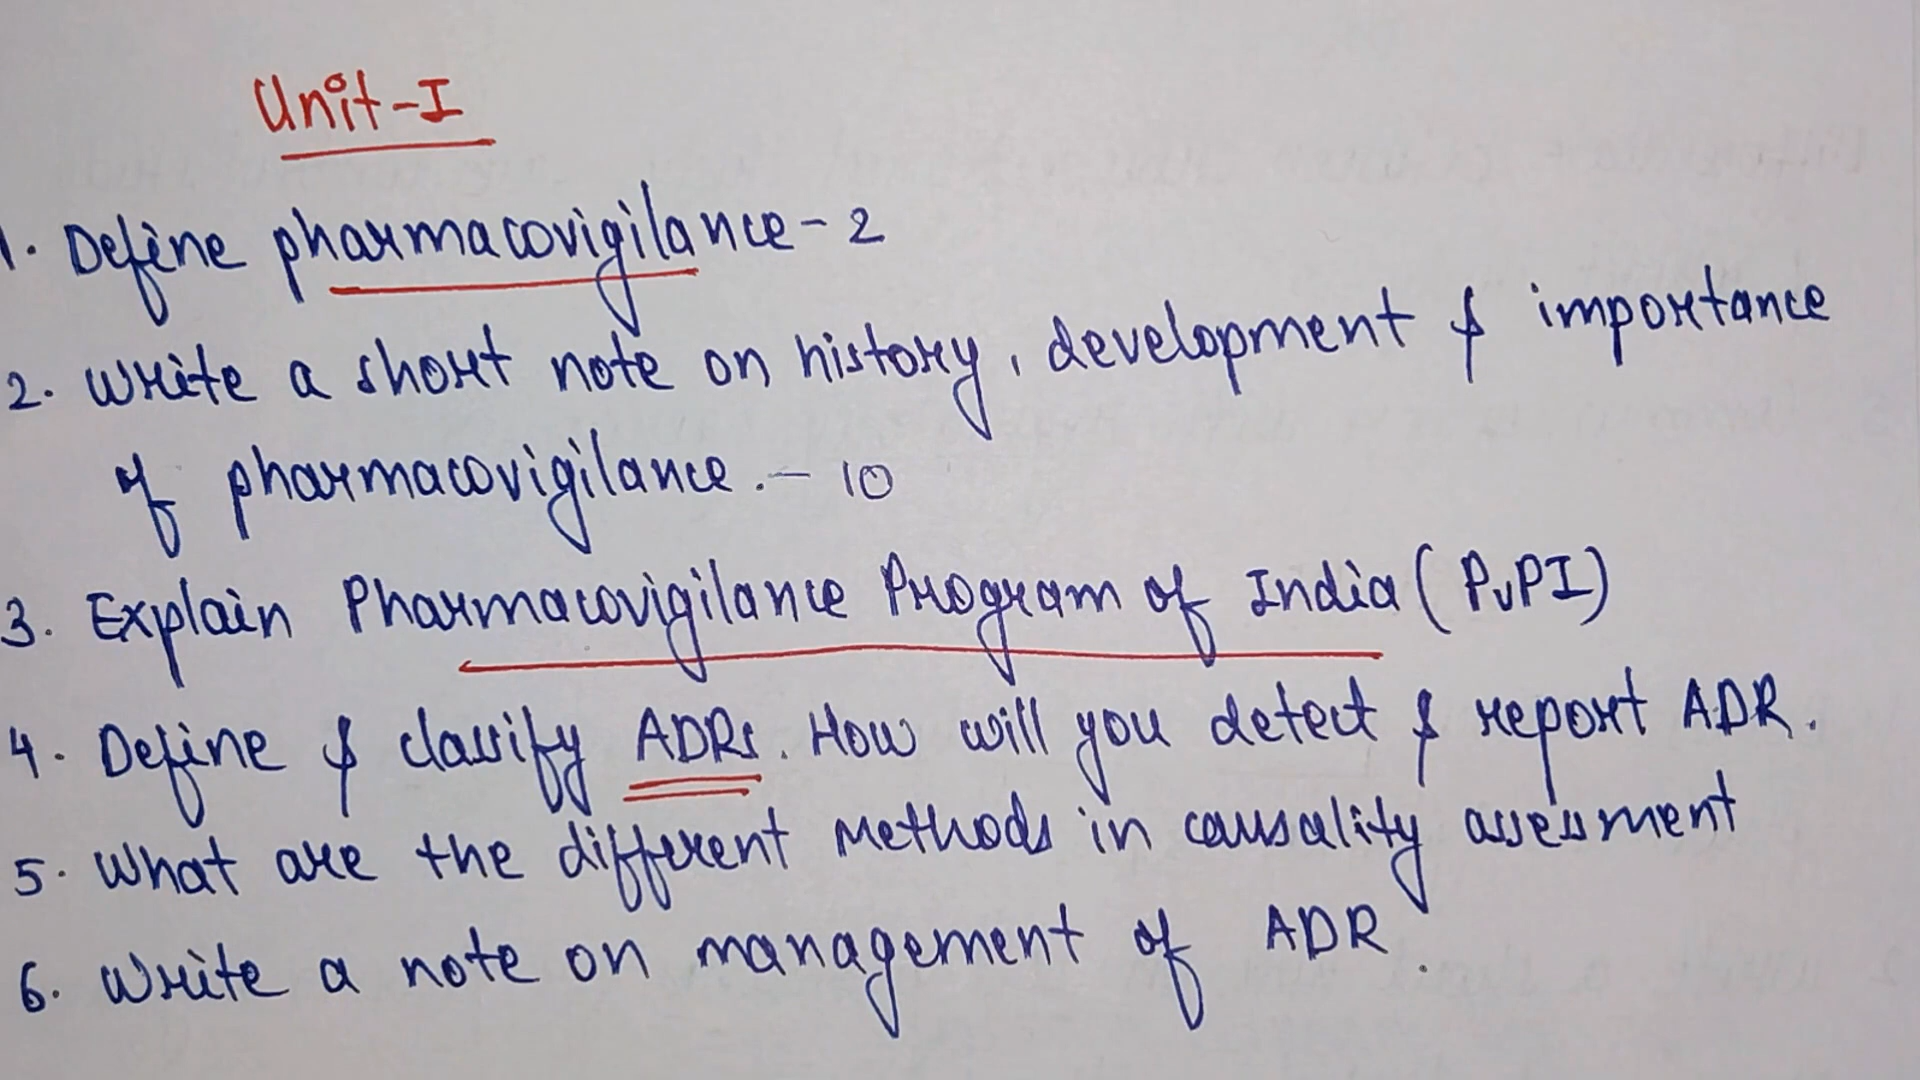 Unit-I
1. Define pharmacovigilance - 2
2. Write a short note on history, development & importance
of pharmacovigilance. - 10
3. Explain Pharmacovigilance Program of India (PvPI)
4. Define & classify ADRs. How will you detect & report ADR.
5. What are the different methods in causality assessment
6. Write a note on management of ADR.